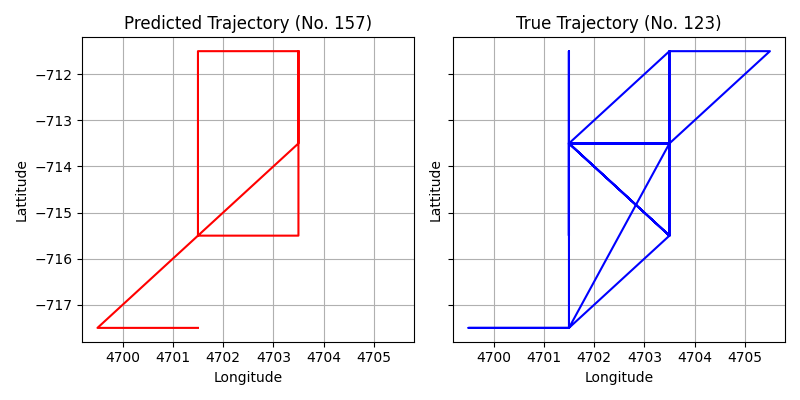 Predicted Trajectory (No. 157)
−712
−713
−714
−715
−716
−717
Lattitude
4700 4701 4702 4703 4704 4705
Longitude
True Trajectory (No. 123)
Lattitude
4700 4701 4702 4703 4704 4705
Longitude